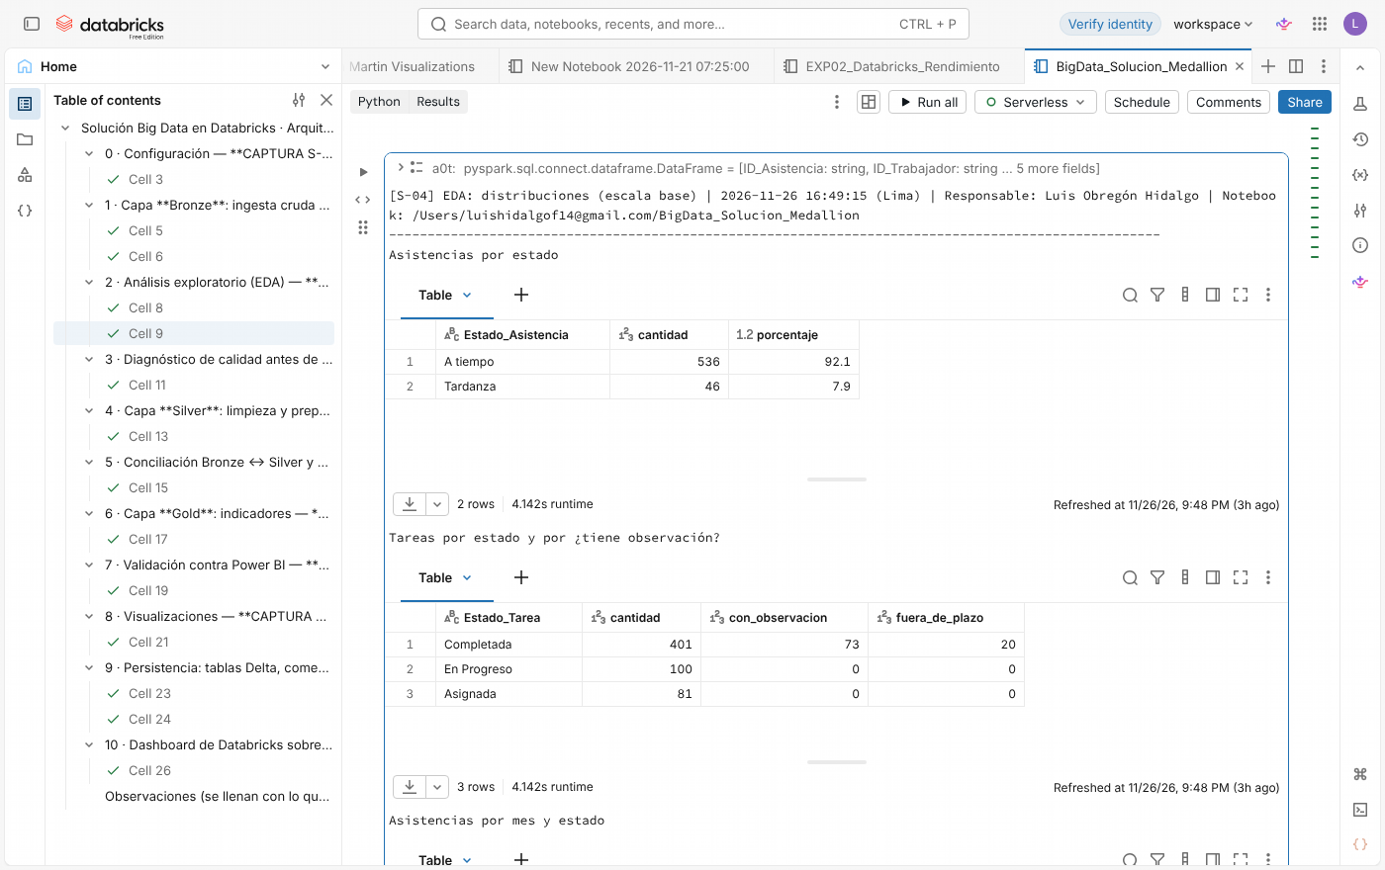 databricks
Free Edition
Search data, notebooks, recents, and more...
CTRL + P
Verify identity
workspace
L
Home
Martin Visualizations
New Notebook 2026-11-21 07:25:00
EXP02_Databricks_Rendimiento
BigData_Solucion_Medallion
Table of contents
Solución Big Data en Databricks · Arquit...
0 · Configuración — **CAPTURA S-...
Cell 3
1 · Capa **Bronze**: ingesta cruda ...
Cell 5
Cell 6
2 · Análisis exploratorio (EDA) — **...
Cell 8
Cell 9
3 · Diagnóstico de calidad antes de ...
Cell 11
4 · Capa **Silver**: limpieza y prep...
Cell 13
5 · Conciliación Bronze ↔ Silver y ...
Cell 15
6 · Capa **Gold**: indicadores — *...
Cell 17
7 · Validación contra Power BI — **...
Cell 19
8 · Visualizaciones — **CAPTURA ...
Cell 21
9 · Persistencia: tablas Delta, come...
Cell 23
Cell 24
10 · Dashboard de Databricks sobre...
Cell 26
Observaciones (se llenan con lo qu...
Python
Results
Run all
Serverless
Schedule
Comments
Share
a0t: pyspark.sql.connect.dataframe.DataFrame = [ID_Asistencia: string, ID_Trabajador: string ... 5 more fields]
[S-04] EDA: distribuciones (escala base) | 2026-11-26 16:49:15 (Lima) | Responsable: Luis Obregón Hidalgo | Noteboo
k: /Users/luishidalgof14@gmail.com/BigData_Solucion_Medallion
----------------------------------------------------------------------------------------------------
Asistencias por estado
Table
Estado_Asistencia cantidad 1.2 porcentaje
1 A tiempo 536 92.1
2 Tardanza 46 7.9
2 rows 4.142s runtime
Refreshed at 11/26/26, 9:48 PM (3h ago)
Tareas por estado y por ¿tiene observación?
Table
Estado_Tarea cantidad con_observacion fuera_de_plazo
1 Completada 401 73 20
2 En Progreso 100 0 0
3 Asignada 81 0 0
3 rows 4.142s runtime
Refreshed at 11/26/26, 9:48 PM (3h ago)
Asistencias por mes y estado
Table